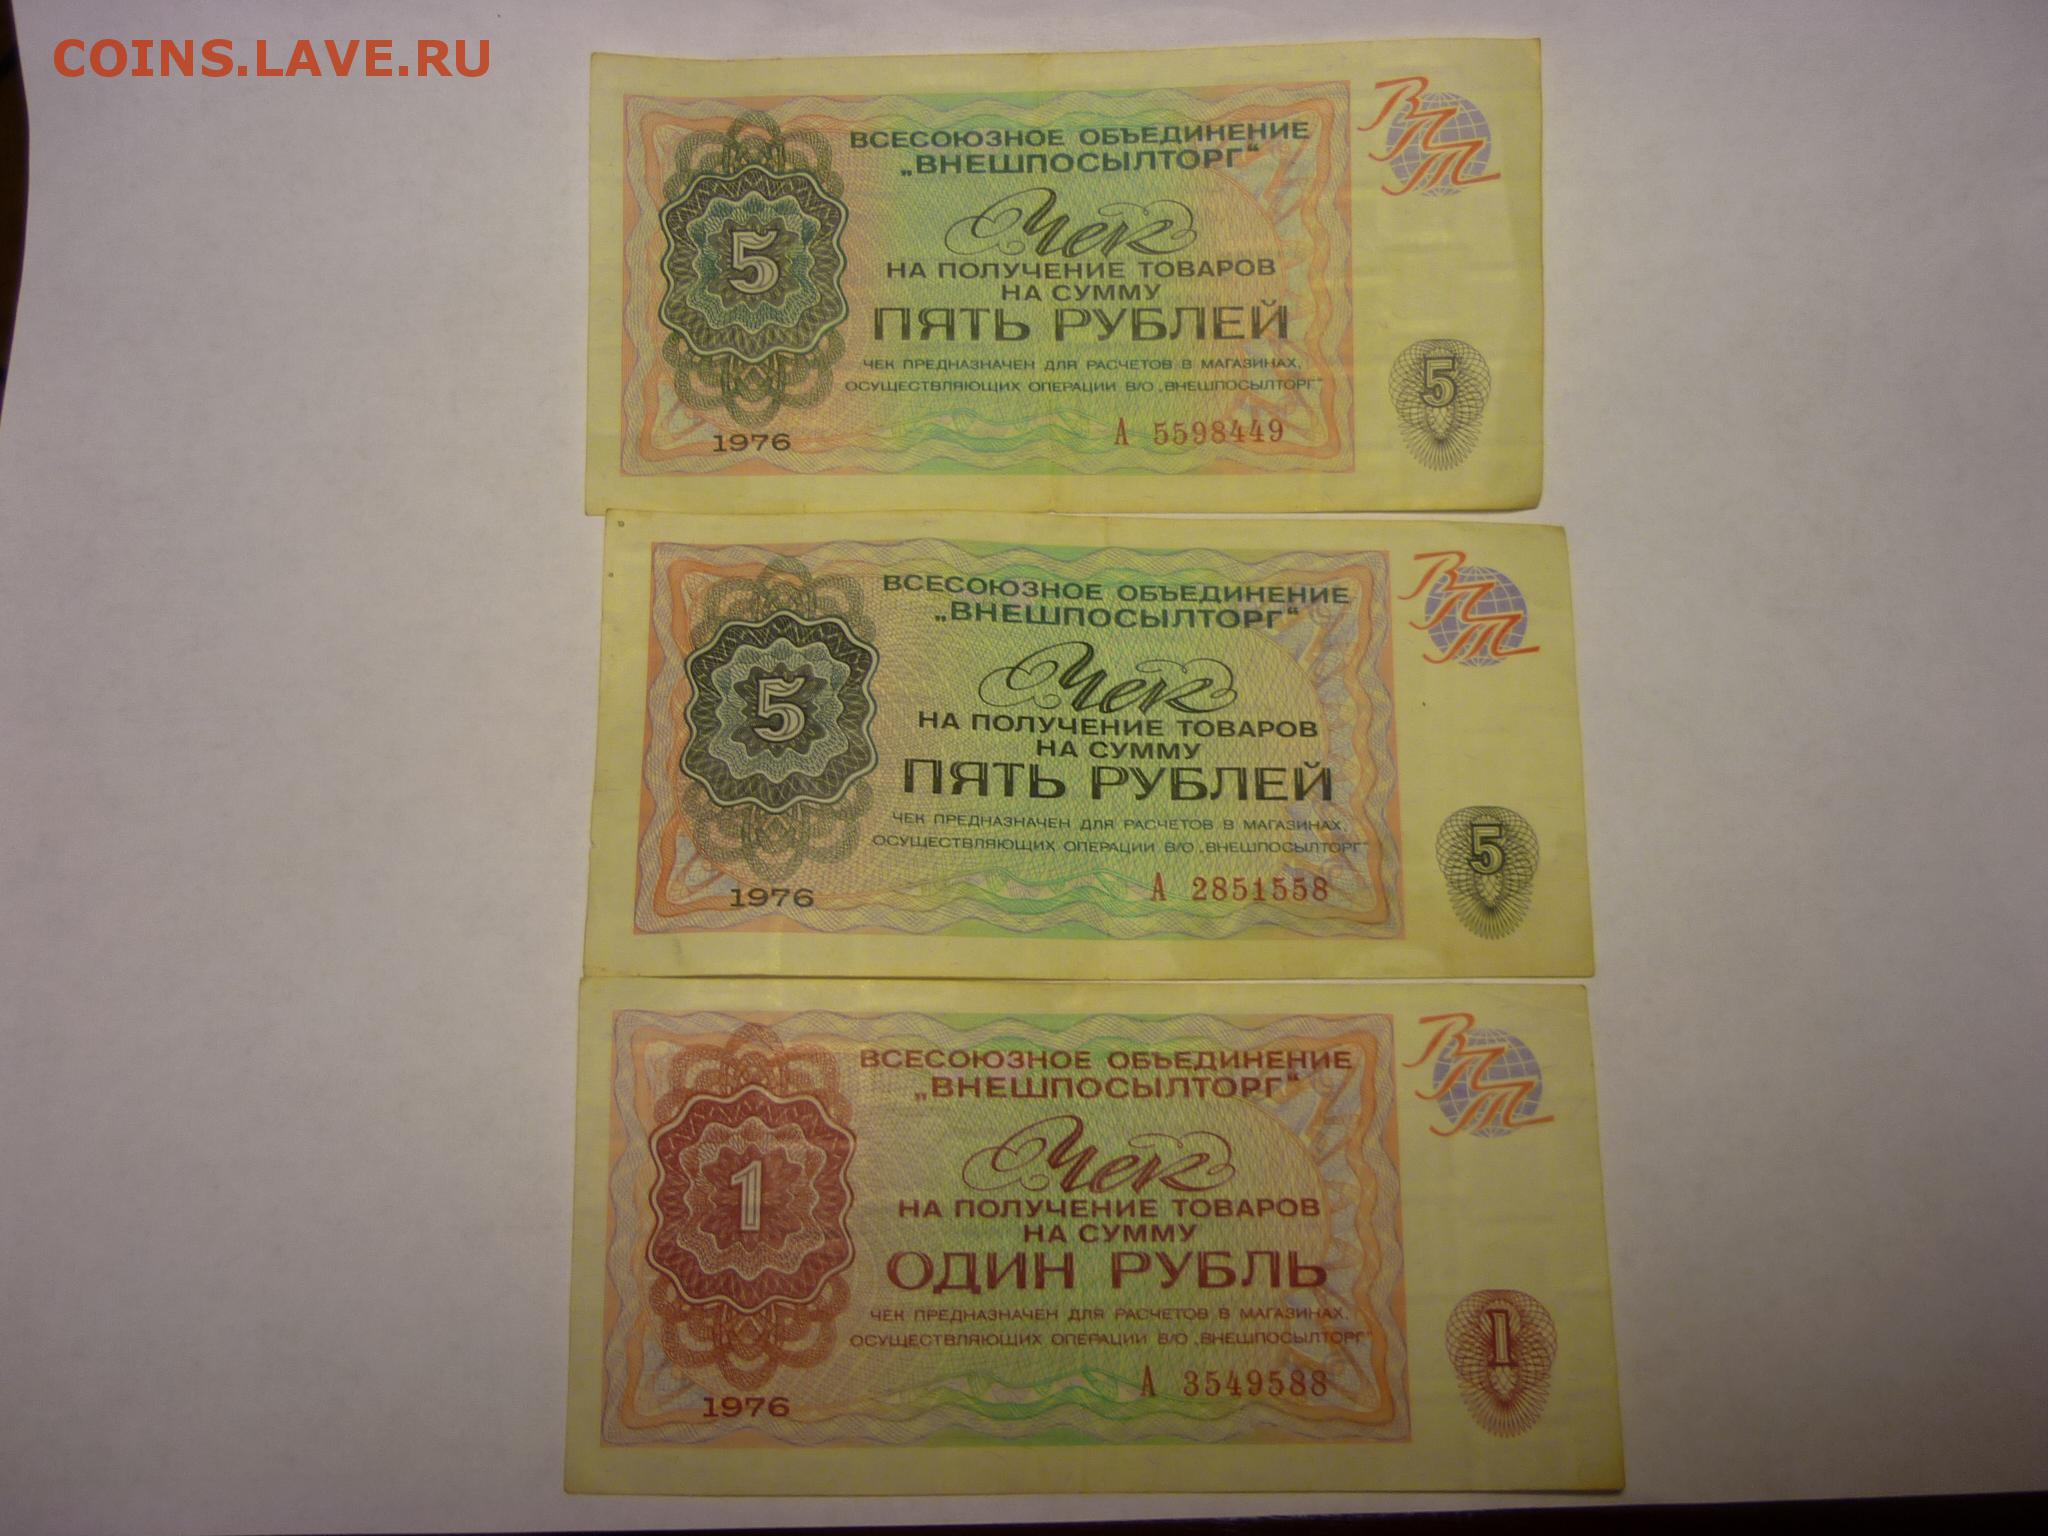 COINS.LAVE.RU
ВСЕСОЮЗНОЕ ОБЪЕДИНЕНИЕ
„ВНЕШПОСЫЛТОРГ“
ВПТ
5
Чек
НА ПОЛУЧЕНИЕ ТОВАРОВ
НА СУММУ
ПЯТЬ РУБЛЕЙ
ЧЕК ПРЕДНАЗНАЧЕН ДЛЯ РАСЧЕТОВ В МАГАЗИНАХ,
ОСУЩЕСТВЛЯЮЩИХ ОПЕРАЦИИ В/О „ВНЕШПОСЫЛТОРГ“
5
1976
А 5598449
ВСЕСОЮЗНОЕ ОБЪЕДИНЕНИЕ
„ВНЕШПОСЫЛТОРГ“
ВПТ
5
Чек
НА ПОЛУЧЕНИЕ ТОВАРОВ
НА СУММУ
ПЯТЬ РУБЛЕЙ
ЧЕК ПРЕДНАЗНАЧЕН ДЛЯ РАСЧЕТОВ В МАГАЗИНАХ,
ОСУЩЕСТВЛЯЮЩИХ ОПЕРАЦИИ В/О „ВНЕШПОСЫЛТОРГ“
5
1976
А 2851558
ВСЕСОЮЗНОЕ ОБЪЕДИНЕНИЕ
„ВНЕШПОСЫЛТОРГ“
ВПТ
1
Чек
НА ПОЛУЧЕНИЕ ТОВАРОВ
НА СУММУ
ОДИН РУБЛЬ
ЧЕК ПРЕДНАЗНАЧЕН ДЛЯ РАСЧЕТОВ В МАГАЗИНАХ,
ОСУЩЕСТВЛЯЮЩИХ ОПЕРАЦИИ В/О „ВНЕШПОСЫЛТОРГ“
1
1976
А 3549588